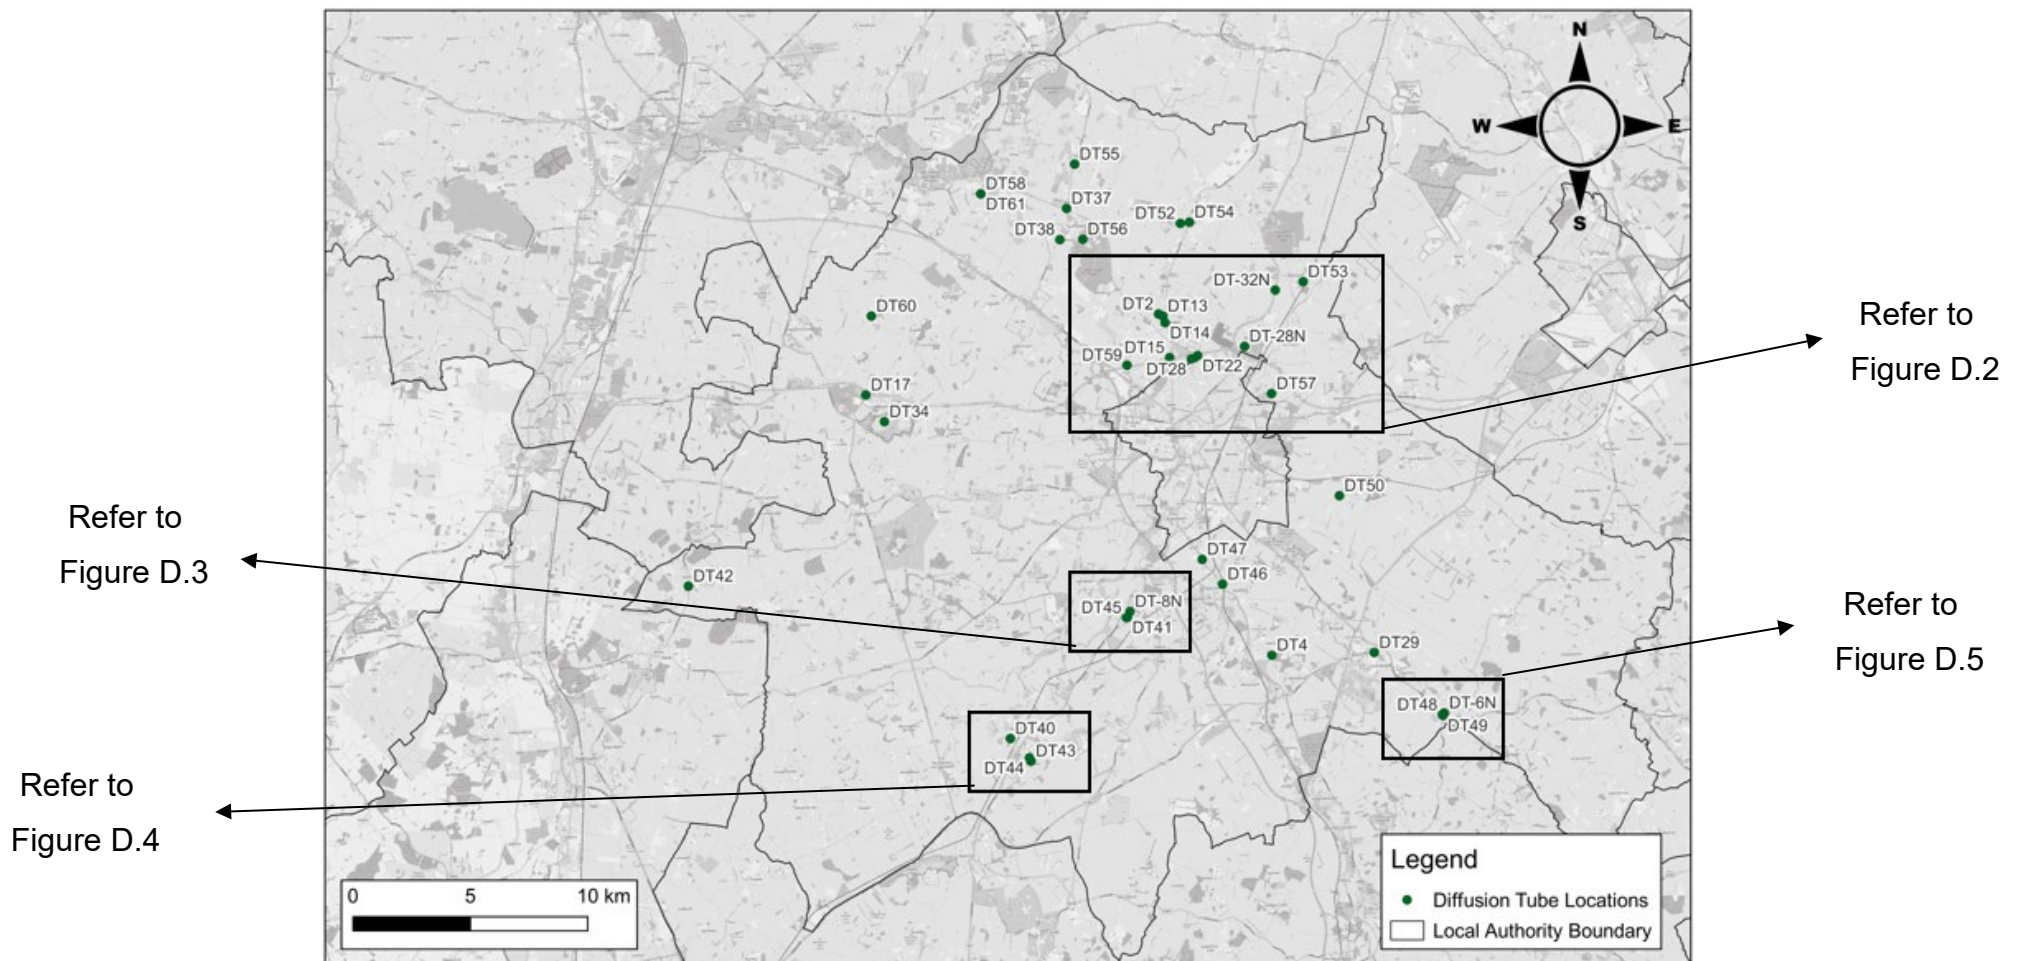 N
W E
S
DT55
DT58
DT61
DT37
DT52 DT54
DT38 DT56
DT-32N DT53
DT60
DT2 DT13
DT14
DT-28N
DT59 DT15
DT28 DT22
DT57
DT17
DT34
DT50
DT47
DT42
DT46
DT45 DT-8N
DT41
DT4
DT29
DT48 DT-6N
DT49
DT40
DT43
DT44
Refer to
Figure D.2
Refer to
Figure D.3
Refer to
Figure D.5
Refer to
Figure D.4
0 5 10 km
Legend
Diffusion Tube Locations
Local Authority Boundary